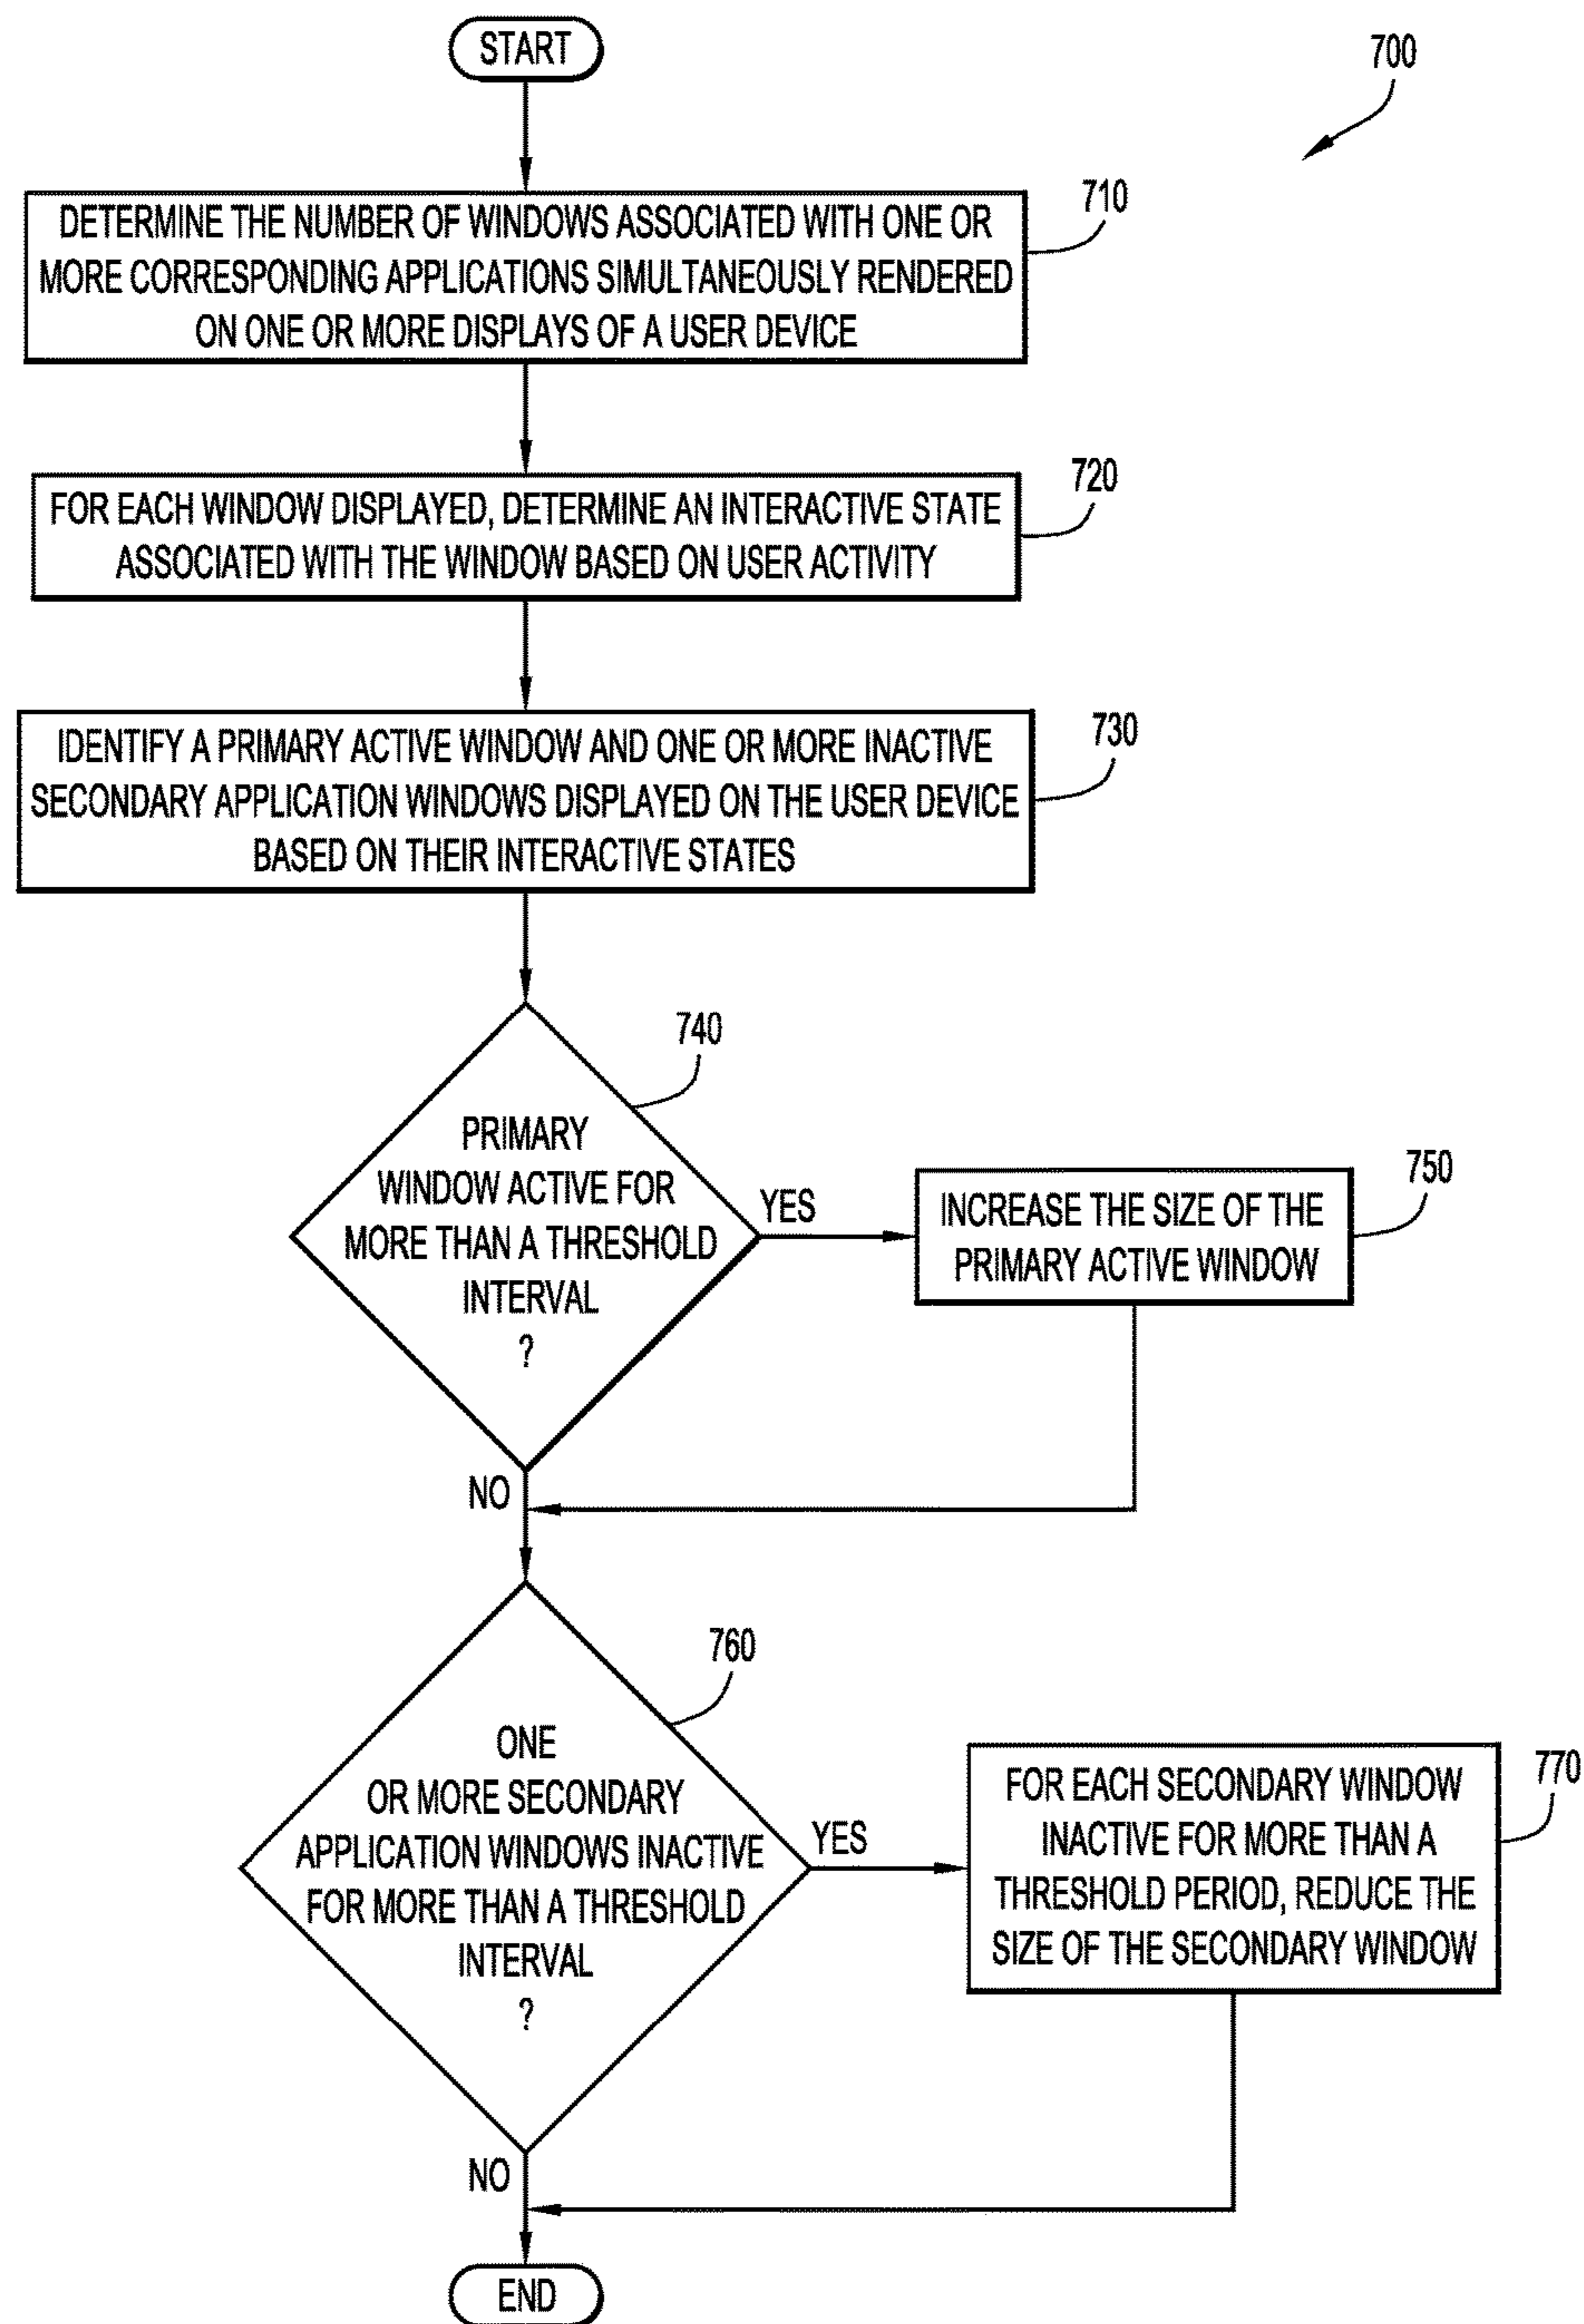 START
700
710
DETERMINE THE NUMBER OF WINDOWS ASSOCIATED WITH ONE OR
MORE CORRESPONDING APPLICATIONS SIMULTANEOUSLY RENDERED
ON ONE OR MORE DISPLAYS OF A USER DEVICE
720
FOR EACH WINDOW DISPLAYED, DETERMINE AN INTERACTIVE STATE
ASSOCIATED WITH THE WINDOW BASED ON USER ACTIVITY
730
IDENTIFY A PRIMARY ACTIVE WINDOW AND ONE OR MORE INACTIVE
SECONDARY APPLICATION WINDOWS DISPLAYED ON THE USER DEVICE
BASED ON THEIR INTERACTIVE STATES
740
PRIMARY
WINDOW ACTIVE FOR
MORE THAN A THRESHOLD
INTERVAL
?
YES
750
INCREASE THE SIZE OF THE
PRIMARY ACTIVE WINDOW
NO
760
ONE
OR MORE SECONDARY
APPLICATION WINDOWS INACTIVE
FOR MORE THAN A THRESHOLD
INTERVAL
?
YES
770
FOR EACH SECONDARY WINDOW
INACTIVE FOR MORE THAN A
THRESHOLD PERIOD, REDUCE THE
SIZE OF THE SECONDARY WINDOW
NO
END